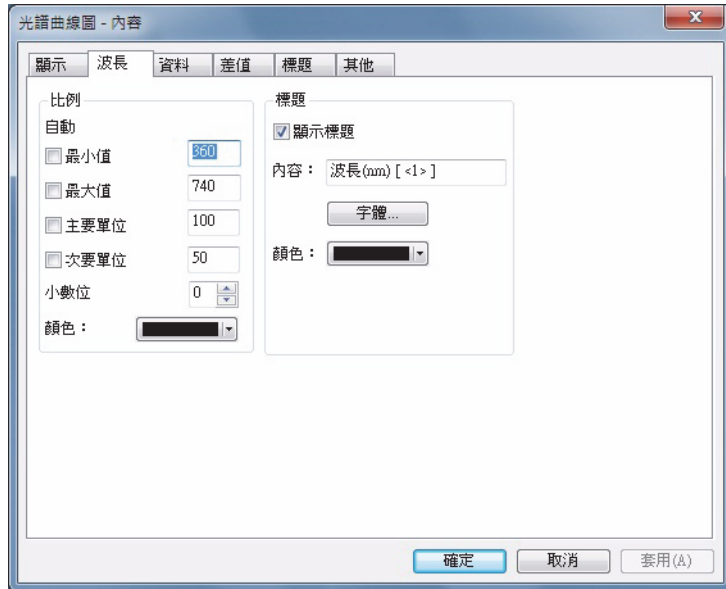 光譜曲線圖 - 內容
顯示 波長 資料 差值 標題 其他
比例
自動
最小值 360
最大值 740
主要單位 100
次要單位 50
小數位 0
顏色：
標題
顯示標題
內容： 波長(nm) [ <1> ]
字體...
顏色：
確定 取消 套用(A)